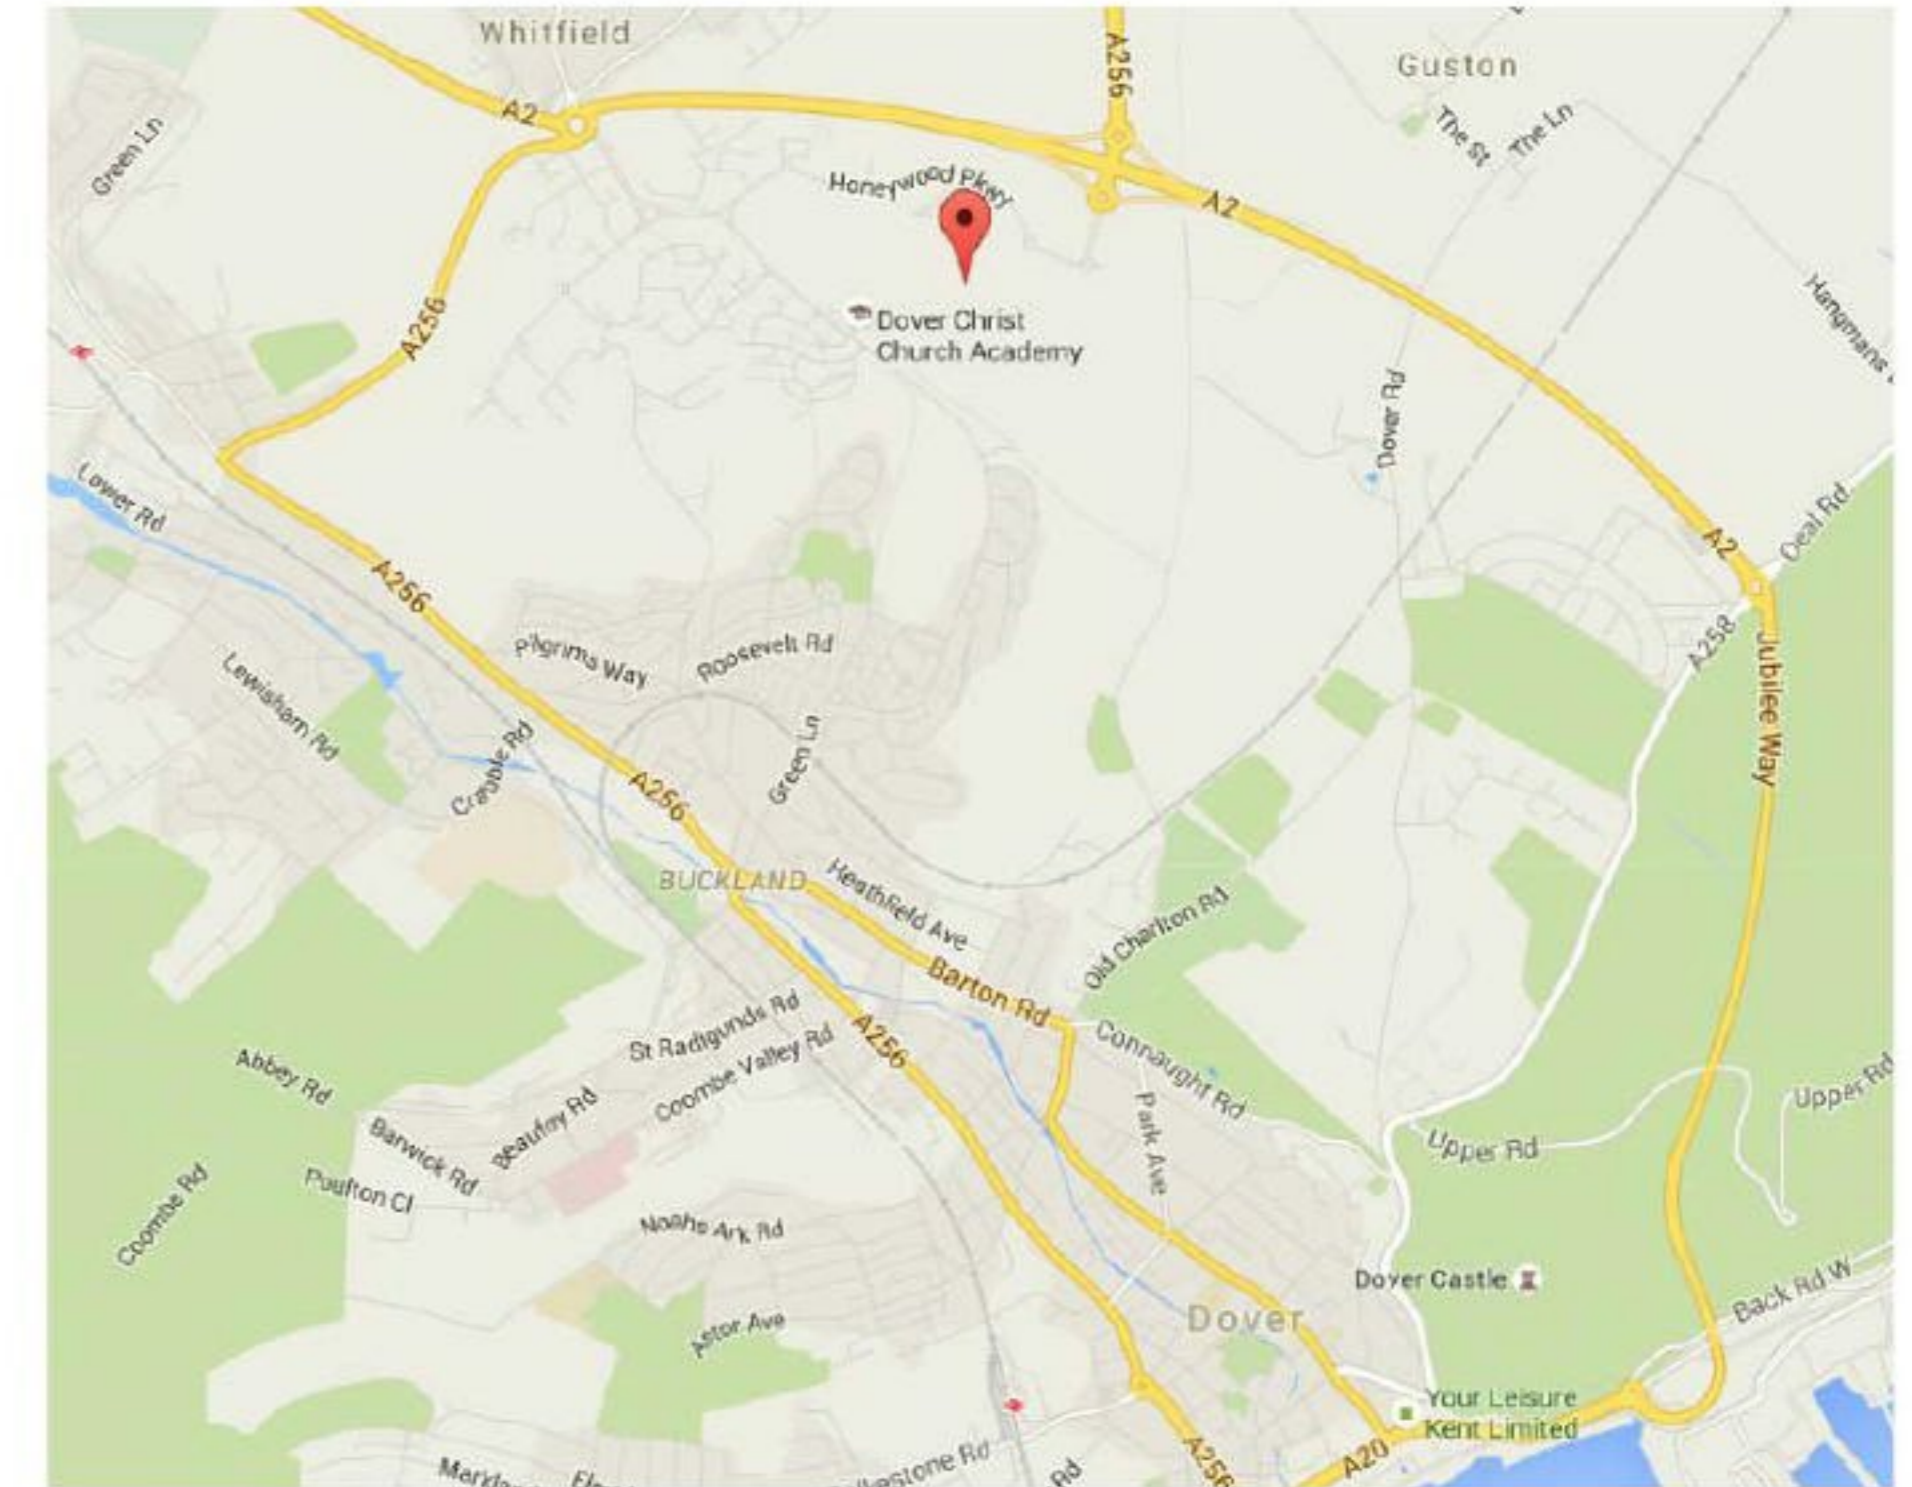 Whitfield
A256
Guston
A2
The St
The Ln
Green Ln
Honeywood Pkwy
A2
Hangmans
A256
Dover Christ
Church Academy
Dover Rd
Lower Rd
A2
Deal Rd
A256
A258
Jubilee Way
Pilgrims Way
Roosevelt Rd
Lewisham Rd
Crabble Rd
Green Ln
A256
BUCKLAND
Heathfield Ave
Old Charlton Rd
Barton Rd
St Radigunds Rd
A256
Connaught Rd
Coombe Valley Rd
Abbey Rd
Beaufoy Rd
Barwick Rd
Park Ave
Upper Rd
Upper Rd
Poulton Cl
Coombe Rd
Noahs Ark Rd
Dover Castle
Back Rd W
Dover
Astor Ave
Your Leisure
Kent Limited
A20
A256
Rd